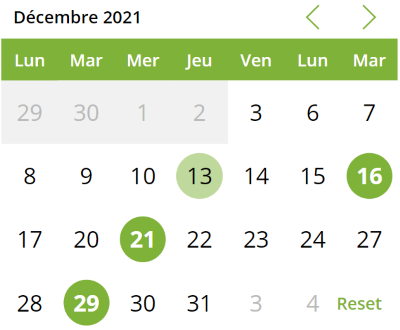 Décembre 2021
Lun Mar Mer Jeu Ven Lun Mar
29 30 1 2 3 6 7
8 9 10 13 14 15 16
17 20 21 22 23 24 27
28 29 30 31 3 4 Reset